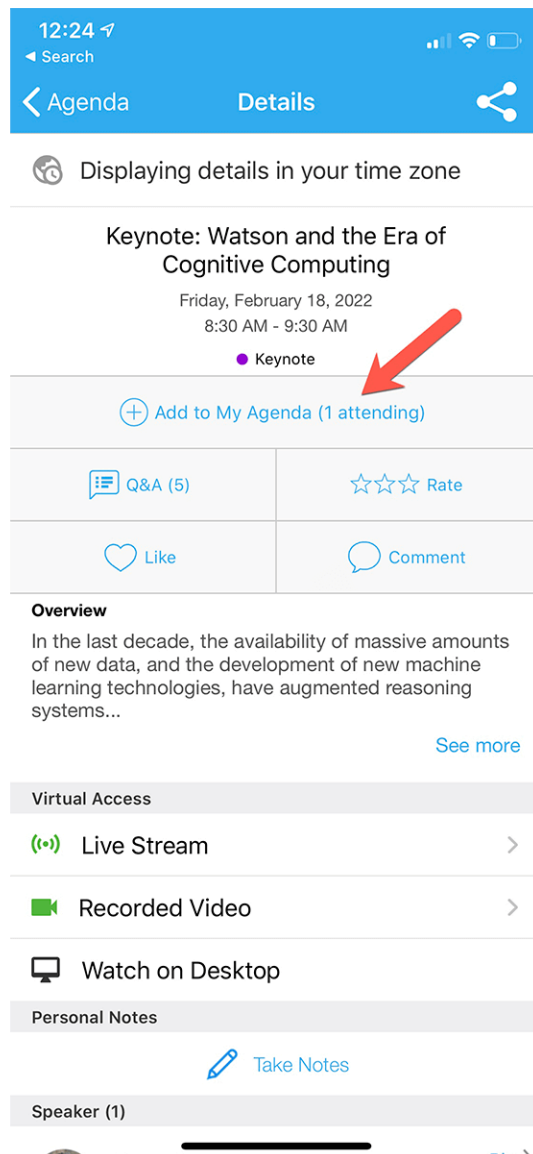 12:24
Search
Agenda
Details
Displaying details in your time zone
Keynote: Watson and the Era of
Cognitive Computing
Friday, February 18, 2022
8:30 AM - 9:30 AM
Keynote
Add to My Agenda (1 attending)
Q&A (5)
Rate
Like
Comment
Overview
In the last decade, the availability of massive amounts
of new data, and the development of new machine
learning technologies, have augmented reasoning
systems...
See more
Virtual Access
Live Stream
Recorded Video
Watch on Desktop
Personal Notes
Take Notes
Speaker (1)